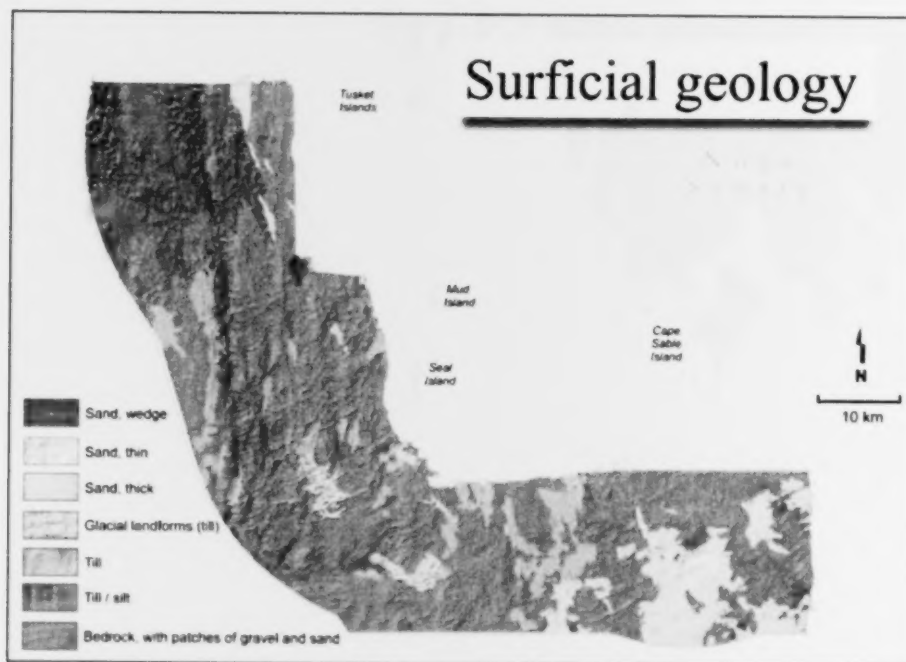 Surficial geology
Tusket
Islands
Mud
Island
Seal
Island
Cape
Sable
Island
N
10 km
Sand, wedge
Sand, thin
Sand, thick
Glacial landforms (till)
Till
Till / silt
Bedrock, with patches of gravel and sand